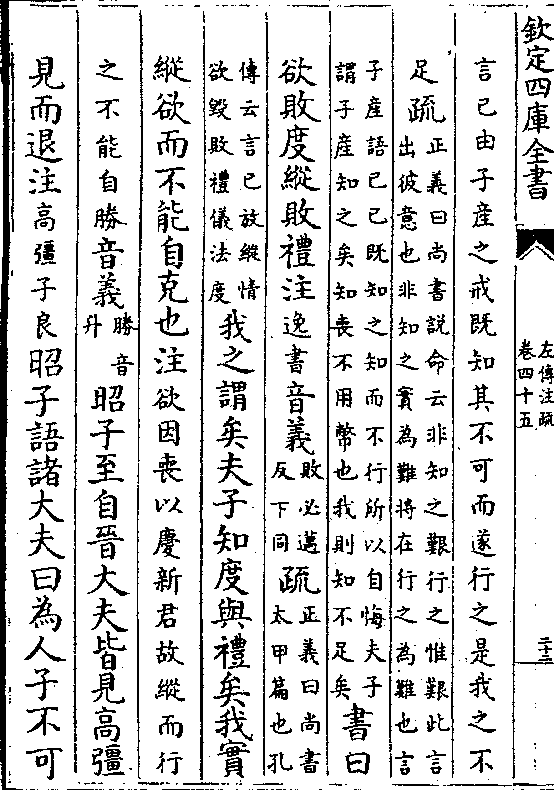 欽定四庫全書
左傳注疏
卷四十五
二十三
言已由子產之戒既知其不可而遂行之是我之不
足疏正義曰尚書説命云非知之艱行之惟艱此言
出彼意也非知之實為難將在行之為難也言
子產語已已既知之知而不行所以自悔夫子
謂子產知之矣知喪不用幣也我則知不足矣書曰
欲敗度縱敗禮注逸書音義敗必邁反下同疏正義曰尚書太甲篇也孔
傳云言已放縱情欲毀敗禮儀法度我之謂矣夫子知度與禮矣我實
縱欲而不能自克也注欲因喪以慶新君故縱而行
之不能自勝音義勝音升昭子至自晉大夫皆見高彊
見而退注高彊子良昭子語諸大夫曰為人子不可